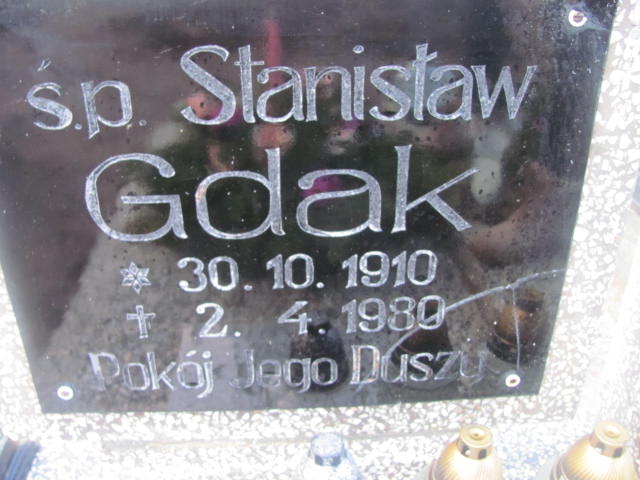 ś.p. Stanisław
Gdak
30. 10. 1910
2. 4. 1980
Pokój Jego Duszy